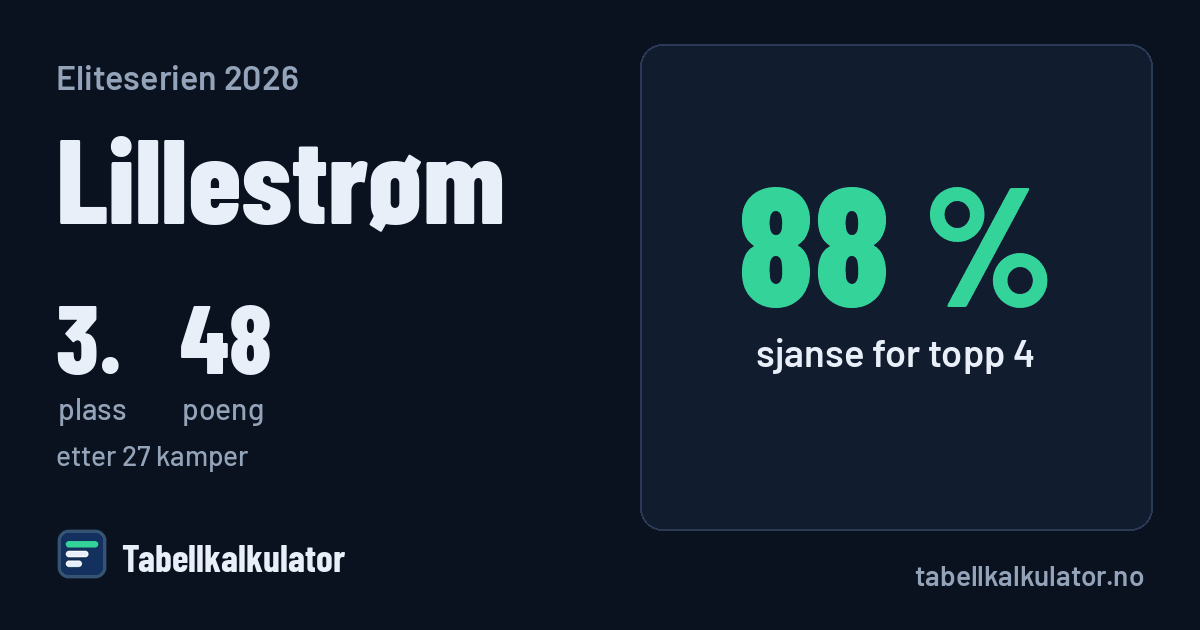 Eliteserien 2026
Lillestrøm
3. 48
plass poeng
etter 27 kamper
Tabellkalkulator
88 %
sjanse for topp 4
tabellkalkulator.no